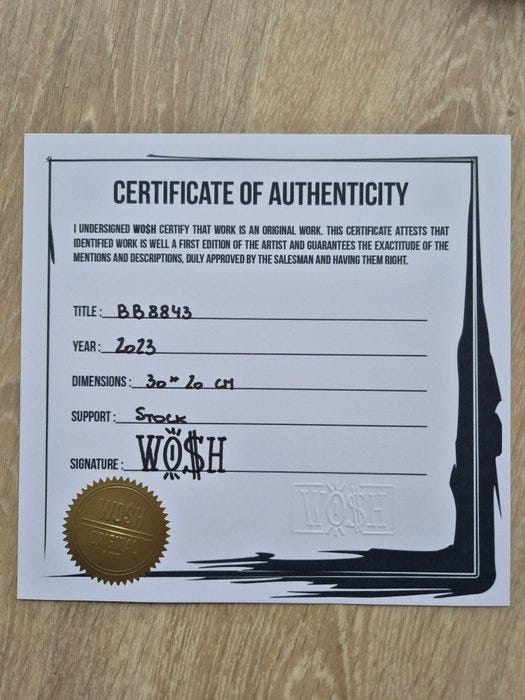 CERTIFICATE OF AUTHENTICITY
I UNDERSIGNED WO$H CERTIFY THAT WORK IS AN ORIGINAL WORK. THIS CERTIFICATE ATTESTS THAT
IDENTIFIED WORK IS WELL A FIRST EDITION OF THE ARTIST AND GUARANTEES THE EXACTITUDE OF THE
MENTIONS AND DESCRIPTIONS, DULY APPROVED BY THE SALESMAN AND HAVING THEM RIGHT.
TITLE : BB8843
YEAR : 2023
DIMENSIONS : 30 * 20 CM
SUPPORT : STOCK
SIGNATURE : WO$H
WO$H
WO$H
ORIGINAL